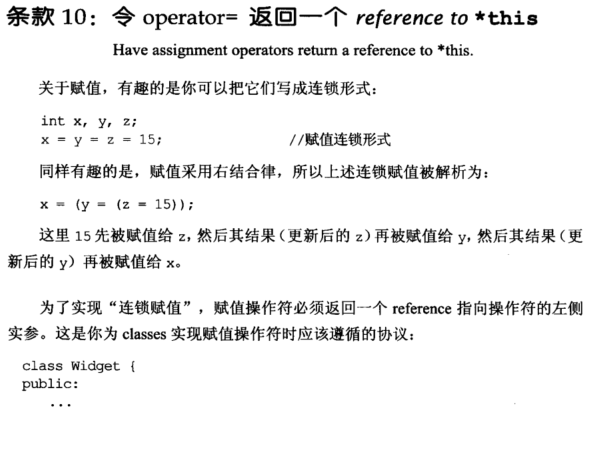 条款 10：令 operator= 返回一个 reference to *this
Have assignment operators return a reference to *this.
关于赋值，有趣的是你可以把它们写成连锁形式：
int x, y, z;
x = y = z = 15; //赋值连锁形式
同样有趣的是，赋值采用右结合律，所以上述连锁赋值被解析为：
x = (y = (z = 15));
这里 15 先被赋值给 z，然后其结果（更新后的 z）再被赋值给 y，然后其结果（更
新后的 y）再被赋值给 x。
为了实现“连锁赋值”，赋值操作符必须返回一个 reference 指向操作符的左侧
实参。这是你为 classes 实现赋值操作符时应该遵循的协议：
class Widget {
public:
...